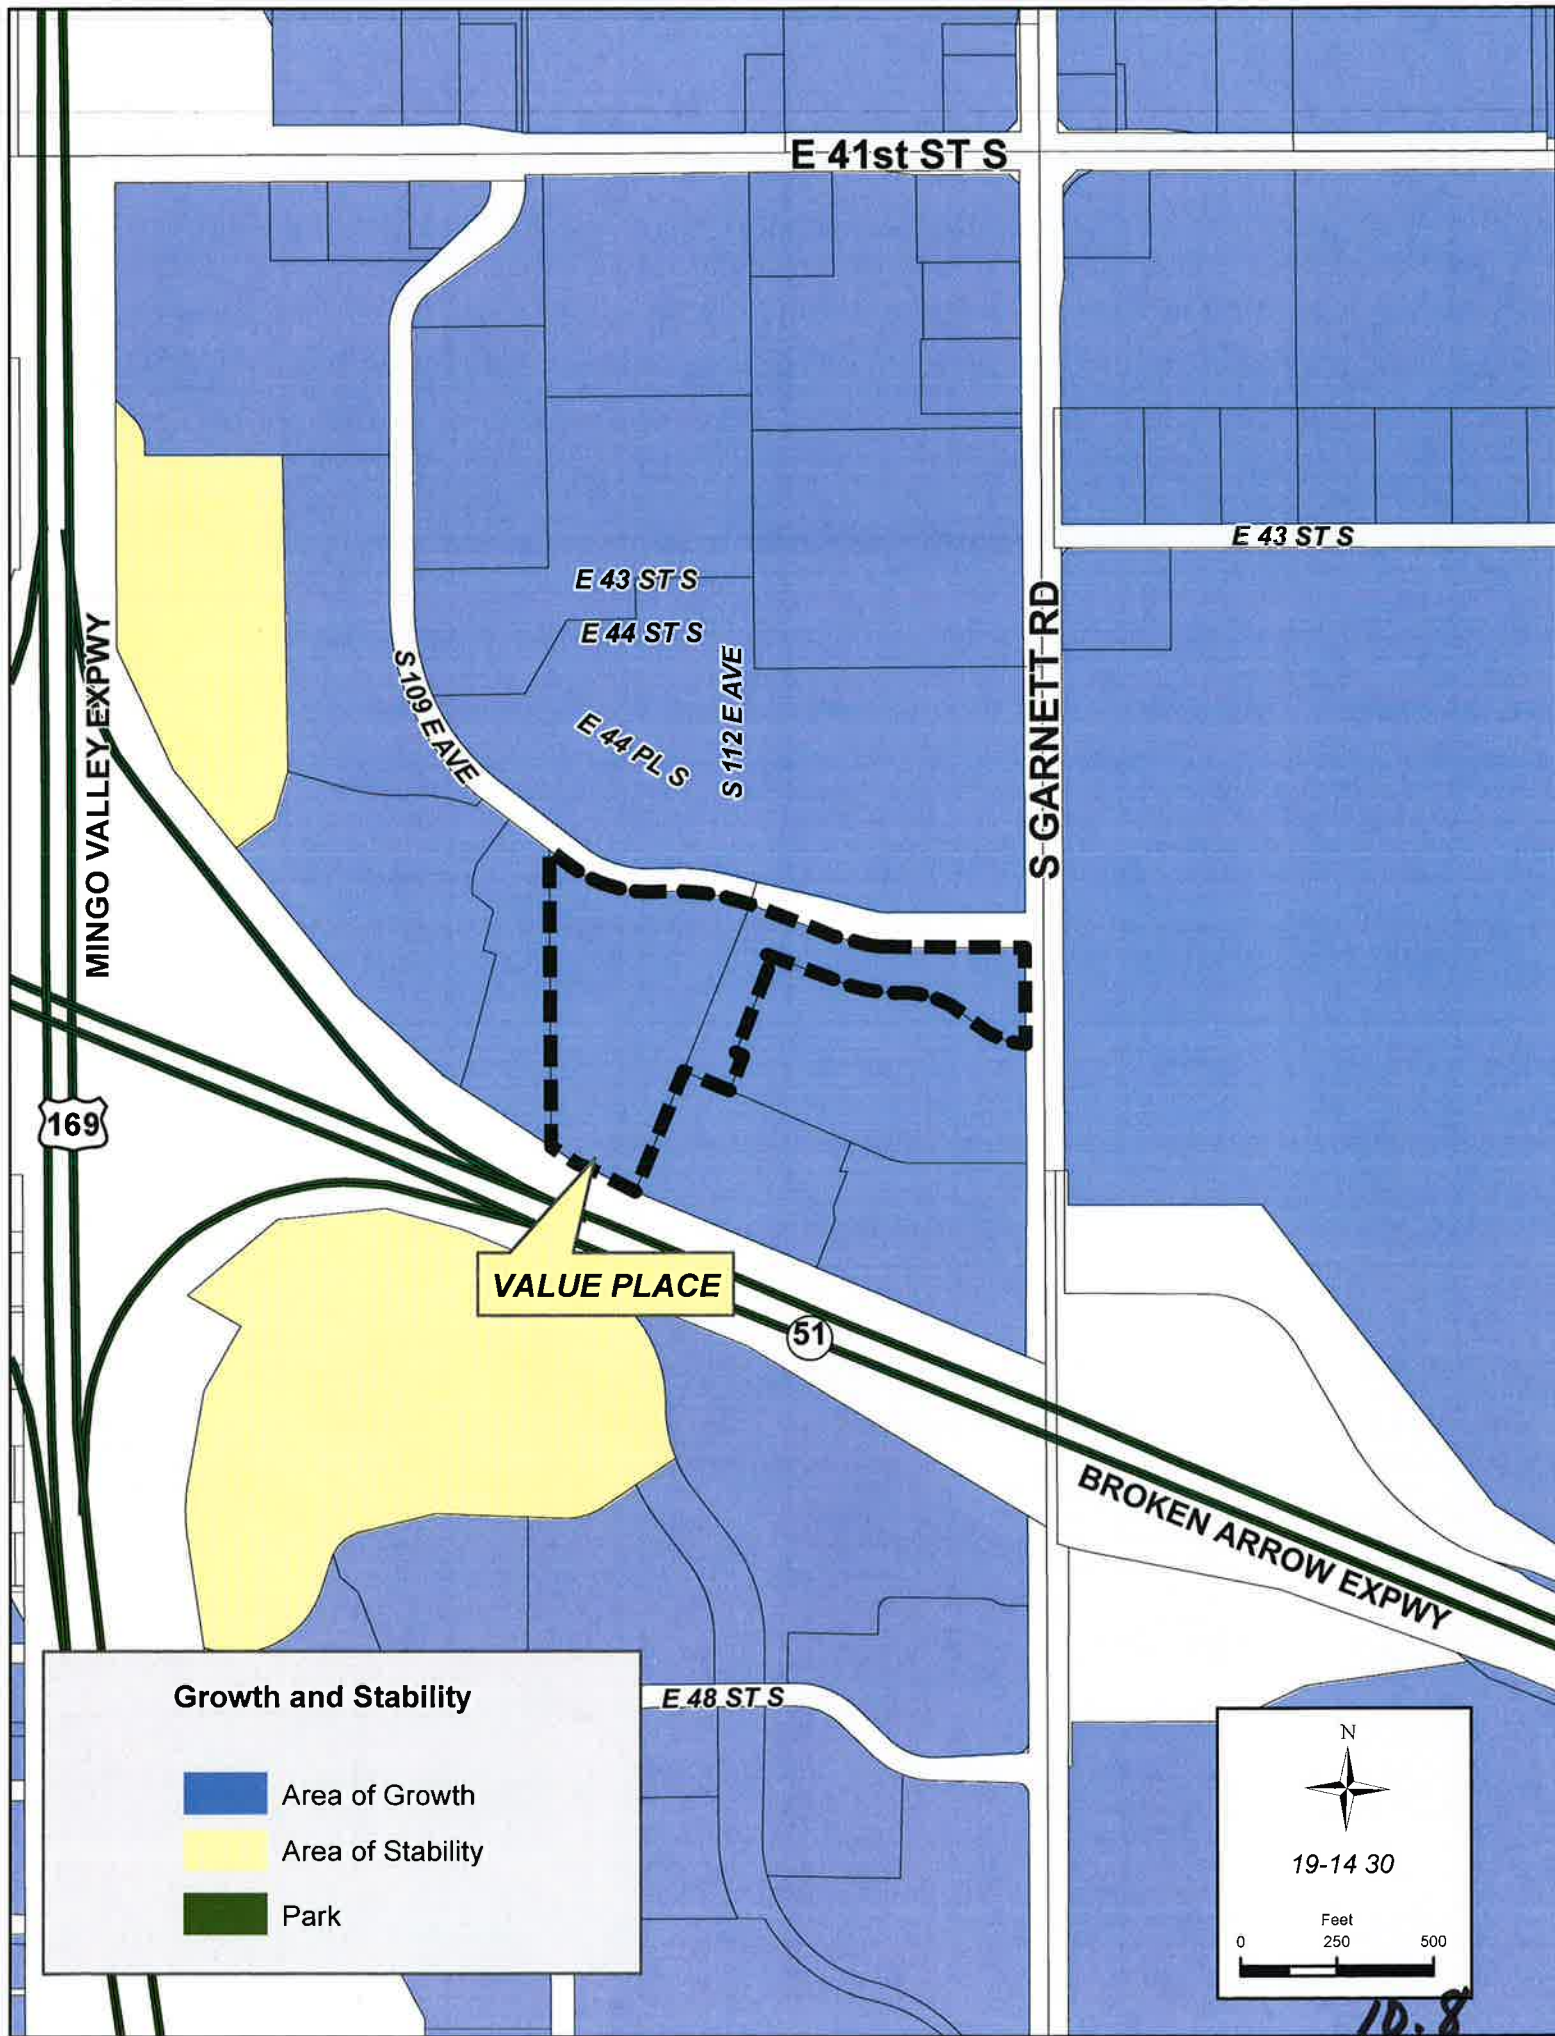 E 41st ST S
E 43 ST S
E 43 ST S
E 44 ST S
S 109 E AVE
E 44 PL S
S 112 E AVE
S GARNETT RD
MINGO VALLEY EXPWY
169
VALUE PLACE
51
BROKEN ARROW EXPWY
E 48 ST S
Growth and Stability
Area of Growth
Area of Stability
Park
N
19-14 30
Feet
0 250 500
10.8